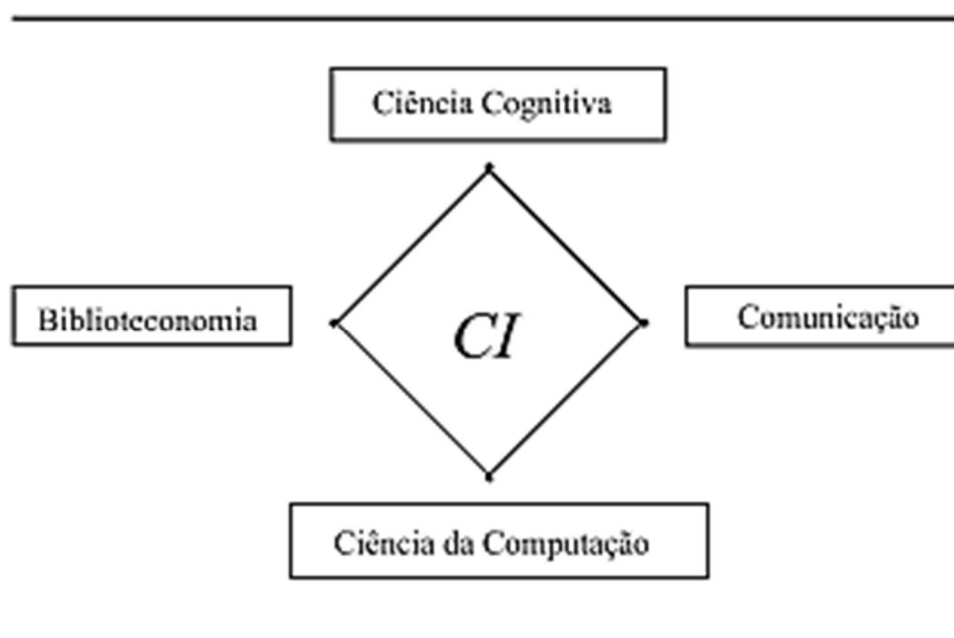 Ciência Cognitiva
Biblioteconomia
CI
Comunicação
Ciência da Computação